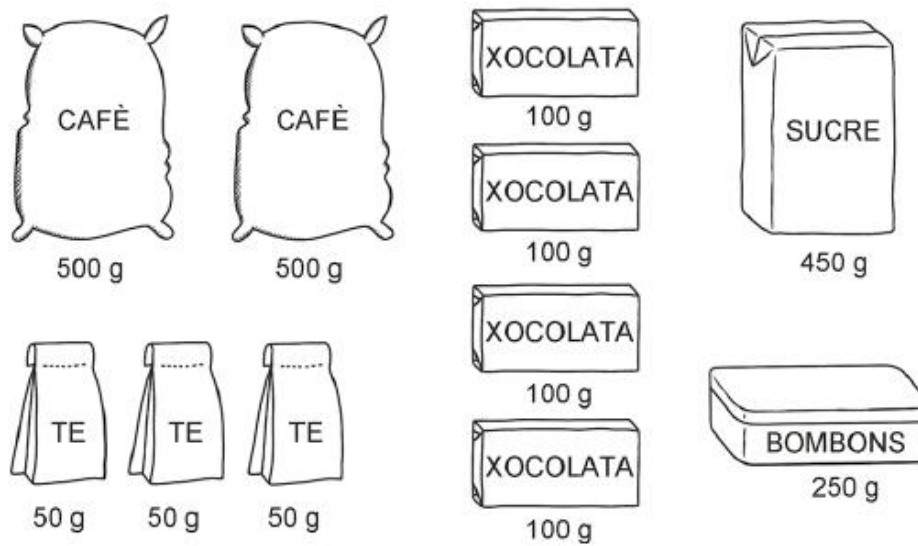 CAFÈ
500 g
CAFÈ
500 g
XOCOLATA
100 g
XOCOLATA
100 g
XOCOLATA
100 g
XOCOLATA
100 g
SUCRE
450 g
TE
50 g
TE
50 g
TE
50 g
BOMBONS
250 g